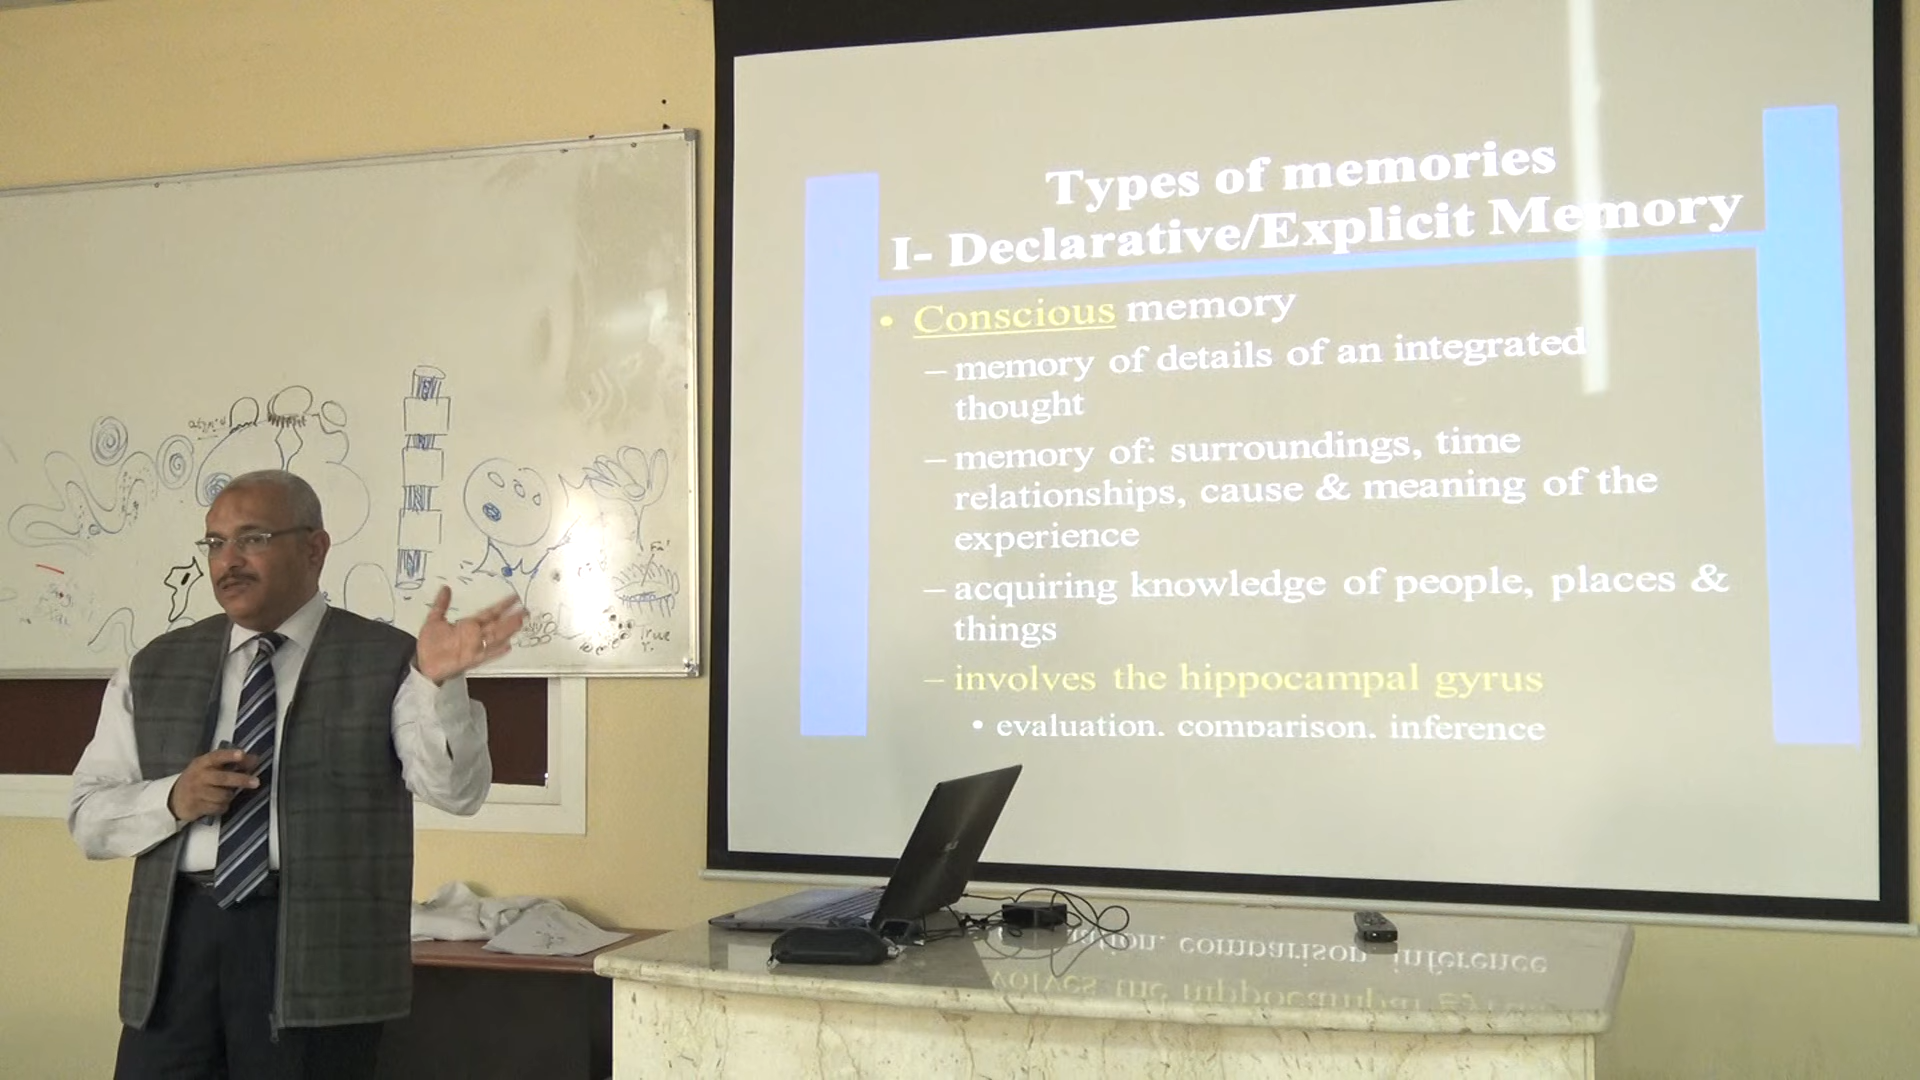 Types of memories
I- Declarative/Explicit Memory
• Conscious memory
– memory of details of an integrated
thought
– memory of: surroundings, time
relationships, cause & meaning of the
experience
– acquiring knowledge of people, places &
things
– involves the hippocampal gyrus
• evaluation, comparison, inference
True